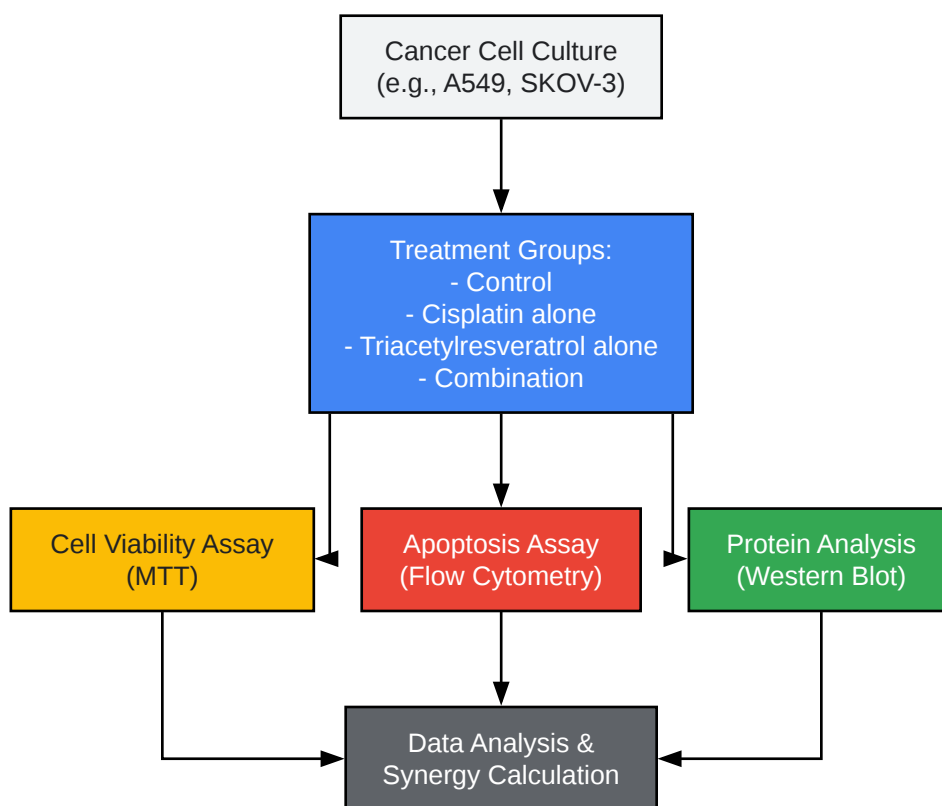 Cancer Cell Culture
(e.g., A549, SKOV-3)
Treatment Groups:
- Control
- Cisplatin alone
- Triacetylresveratrol alone
- Combination
Cell Viability Assay
(MTT)
Apoptosis Assay
(Flow Cytometry)
Protein Analysis
(Western Blot)
Data Analysis &
Synergy Calculation